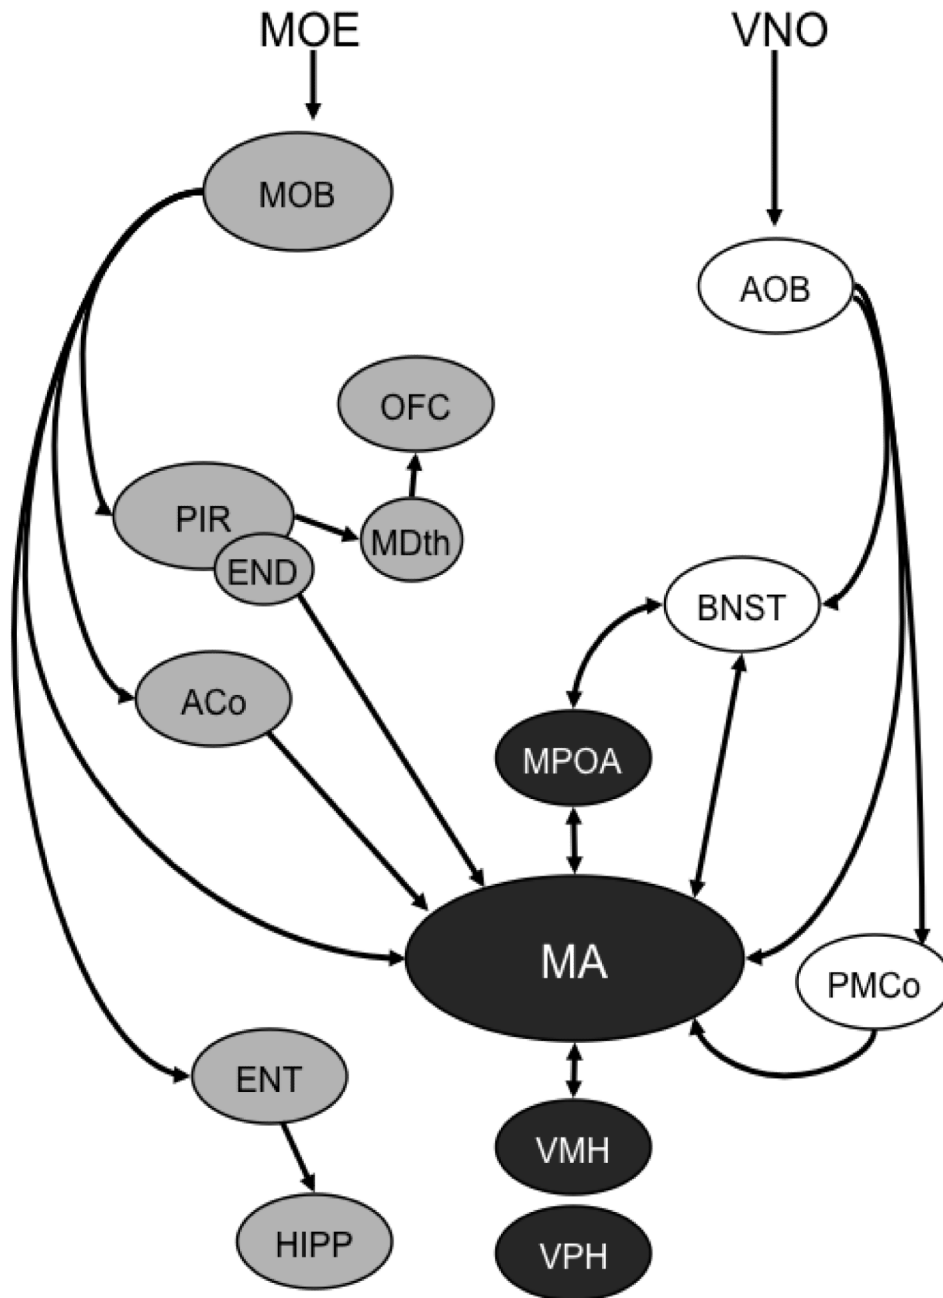 MOE
VNO
MOB
AOB
OFC
PIR
MDth
END
BNST
ACo
MPOA
MA
PMCo
ENT
VMH
HIPP
VPH